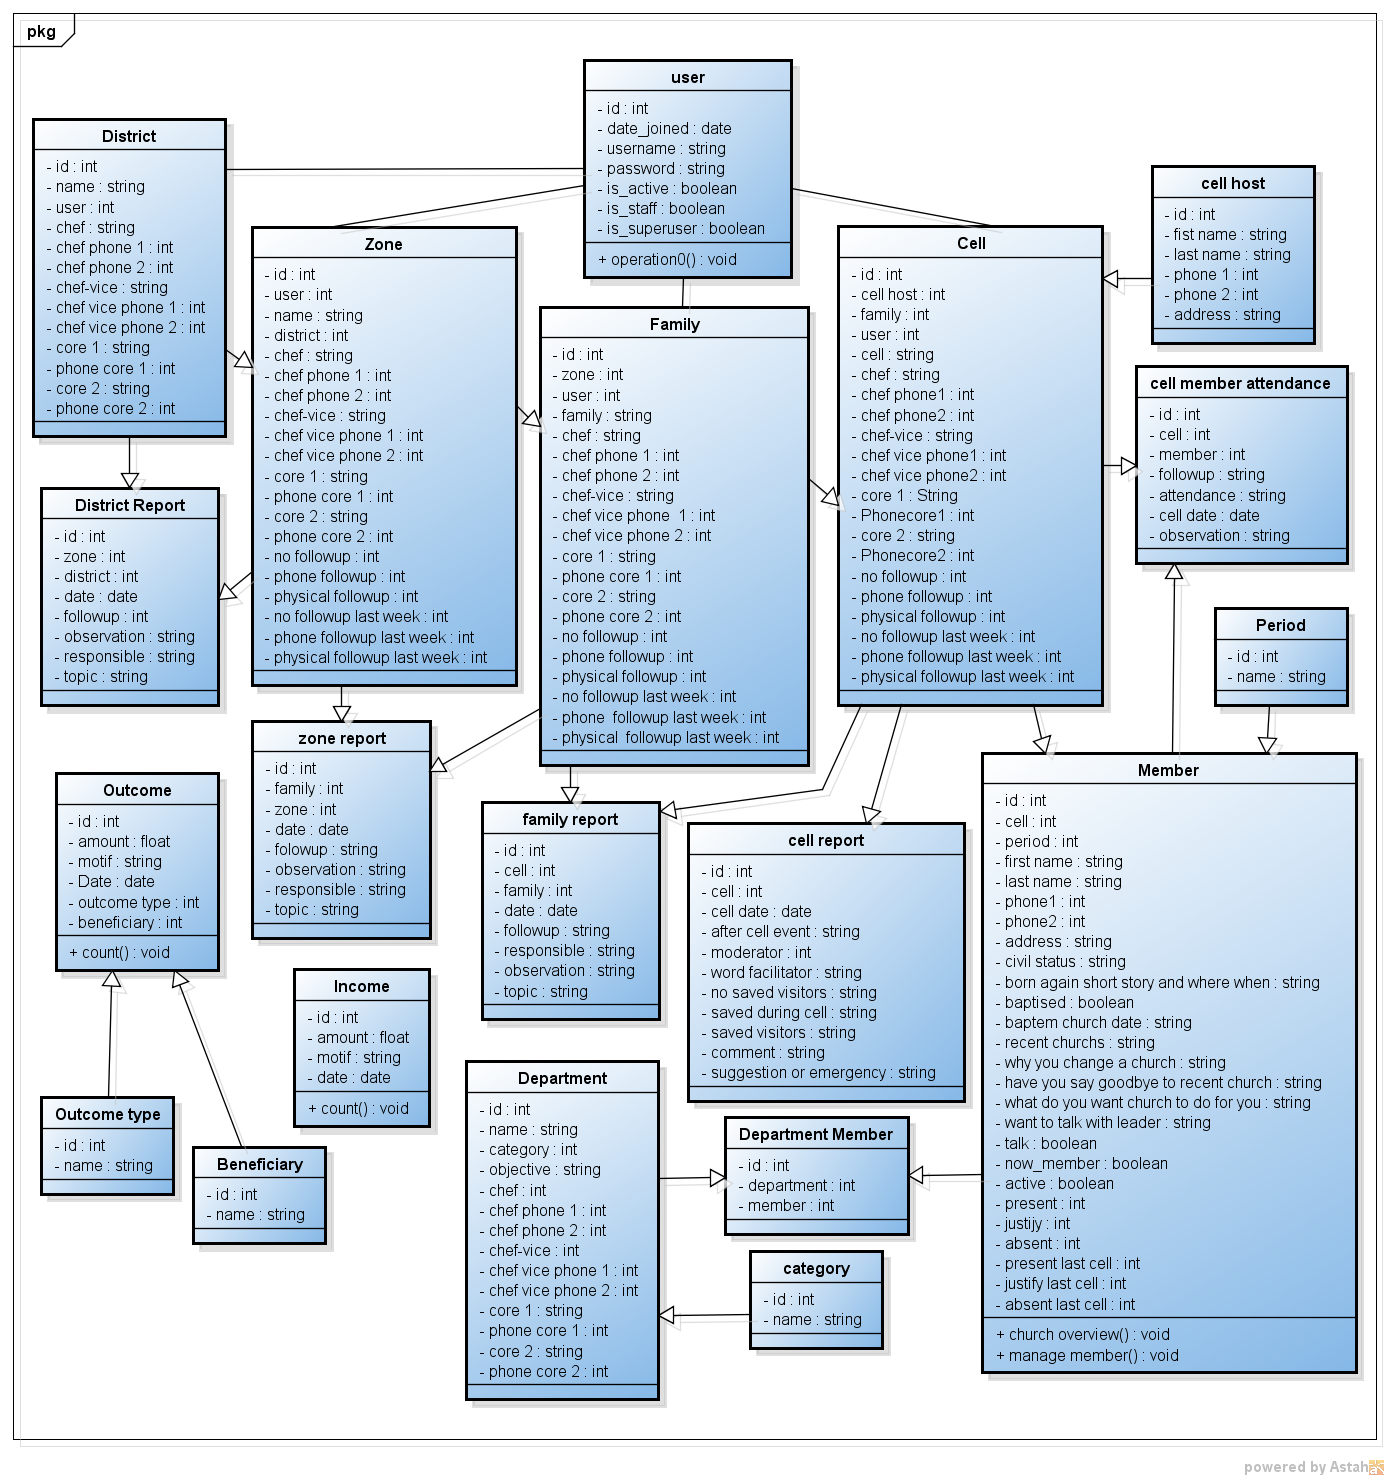 pkg
user
- id : int
- date_joined : date
- username : string
- password : string
- is_active : boolean
- is_staff : boolean
- is_superuser : boolean
+ operation0() : void
District
- id : int
- name : string
- user : int
- chef : string
- chef phone 1 : int
- chef phone 2 : int
- chef-vice : string
- chef vice phone 1 : int
- chef vice phone 2 : int
- core 1 : string
- phone core 1 : int
- core 2 : string
- phone core 2 : int
Zone
- id : int
- user : int
- name : string
- district : int
- chef : string
- chef phone 1 : int
- chef phone 2 : int
- chef-vice : string
- chef vice phone 1 : int
- chef vice phone 2 : int
- core 1 : string
- phone core 1 : int
- core 2 : string
- phone core 2 : int
- no followup : int
- phone followup : int
- physical followup : int
- no followup last week : int
- phone followup last week : int
- physical followup last week : int
Family
- id : int
- zone : int
- user : int
- family : string
- chef : string
- chef phone 1 : int
- chef phone 2 : int
- chef-vice : string
- chef vice phone  1 : int
- chef vice phone 2 : int
- core 1 : string
- phone core 1 : int
- core 2 : string
- phone core 2 : int
- no followup : int
- phone followup : int
- physical followup : int
- no followup last week : int
- phone  followup last week : int
- physical  followup last week : int
Cell
- id : int
- cell host : int
- family : int
- user : int
- cell : string
- chef : string
- chef phone1 : int
- chef phone2 : int
- chef-vice : string
- chef vice phone1 : int
- chef vice phone2 : int
- core 1 : String
- Phonecore1 : int
- core 2 : string
- Phonecore2 : int
- no followup : int
- phone followup : int
- physical followup : int
- no followup last week : int
- phone followup last week : int
- physical followup last week : int
cell host
- id : int
- fist name : string
- last name : string
- phone 1 : int
- phone 2 : int
- address : string
cell member attendance
- id : int
- cell : int
- member : int
- followup : string
- attendance : string
- cell date : date
- observation : string
District Report
- id : int
- zone : int
- district : int
- date : date
- followup : int
- observation : string
- responsible : string
- topic : string
Period
- id : int
- name : string
zone report
- id : int
- family : int
- zone : int
- date : date
- folowup : string
- observation : string
- responsible : string
- topic : string
Outcome
- id : int
- amount : float
- motif : string
- Date : date
- outcome type : int
- beneficiary : int
+ count() : void
family report
- id : int
- cell : int
- family : int
- date : date
- followup : string
- responsible : string
- observation : string
- topic : string
cell report
- id : int
- cell : int
- cell date : date
- after cell event : string
- moderator : int
- word facilitator : string
- no saved visitors : string
- saved during cell : string
- saved visitors : string
- comment : string
- suggestion or emergency : string
Member
- id : int
- cell : int
- period : int
- first name : string
- last name : string
- phone1 : int
- phone2 : int
- address : string
- civil status : string
- born again short story and where when : string
- baptised : boolean
- baptem church date : string
- recent churchs : string
- why you change a church : string
- have you say goodbye to recent church : string
- what do you want church to do for you : string
- want to talk with leader : string
- talk : boolean
- now_member : boolean
- active : boolean
- present : int
- justijy : int
- absent : int
- present last cell : int
- justify last cell : int
- absent last cell : int
+ church overview() : void
+ manage member() : void
Income
- id : int
- amount : float
- motif : string
- date : date
+ count() : void
Department
- id : int
- name : string
- category : int
- objective : string
- chef : int
- chef phone 1 : int
- chef phone 2 : int
- chef-vice : int
- chef vice phone 1 : int
- chef vice phone 2 : int
- core 1 : string
- phone core 1 : int
- core 2 : string
- phone core 2 : int
Outcome type
- id : int
- name : string
Beneficiary
- id : int
- name : string
Department Member
- id : int
- department : int
- member : int
category
- id : int
- name : string
powered by Astah